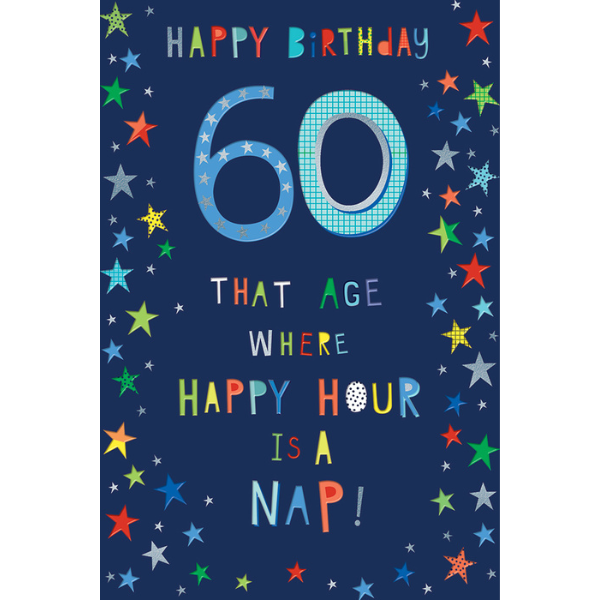 HAPPY BiRTHDAY
60
THAT AGE
WHERE
HAPPY HOUR
IS A
NAP!